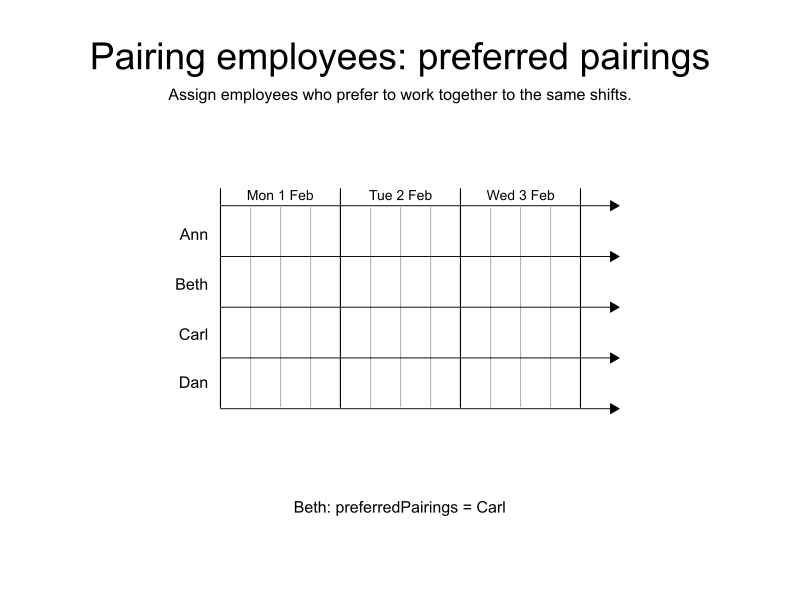 Pairing employees: preferred pairings
Assign employees who prefer to work together to the same shifts.
Mon 1 Feb Tue 2 Feb Wed 3 Feb
Ann
Beth
Carl
Dan
Beth: preferredPairings = Carl